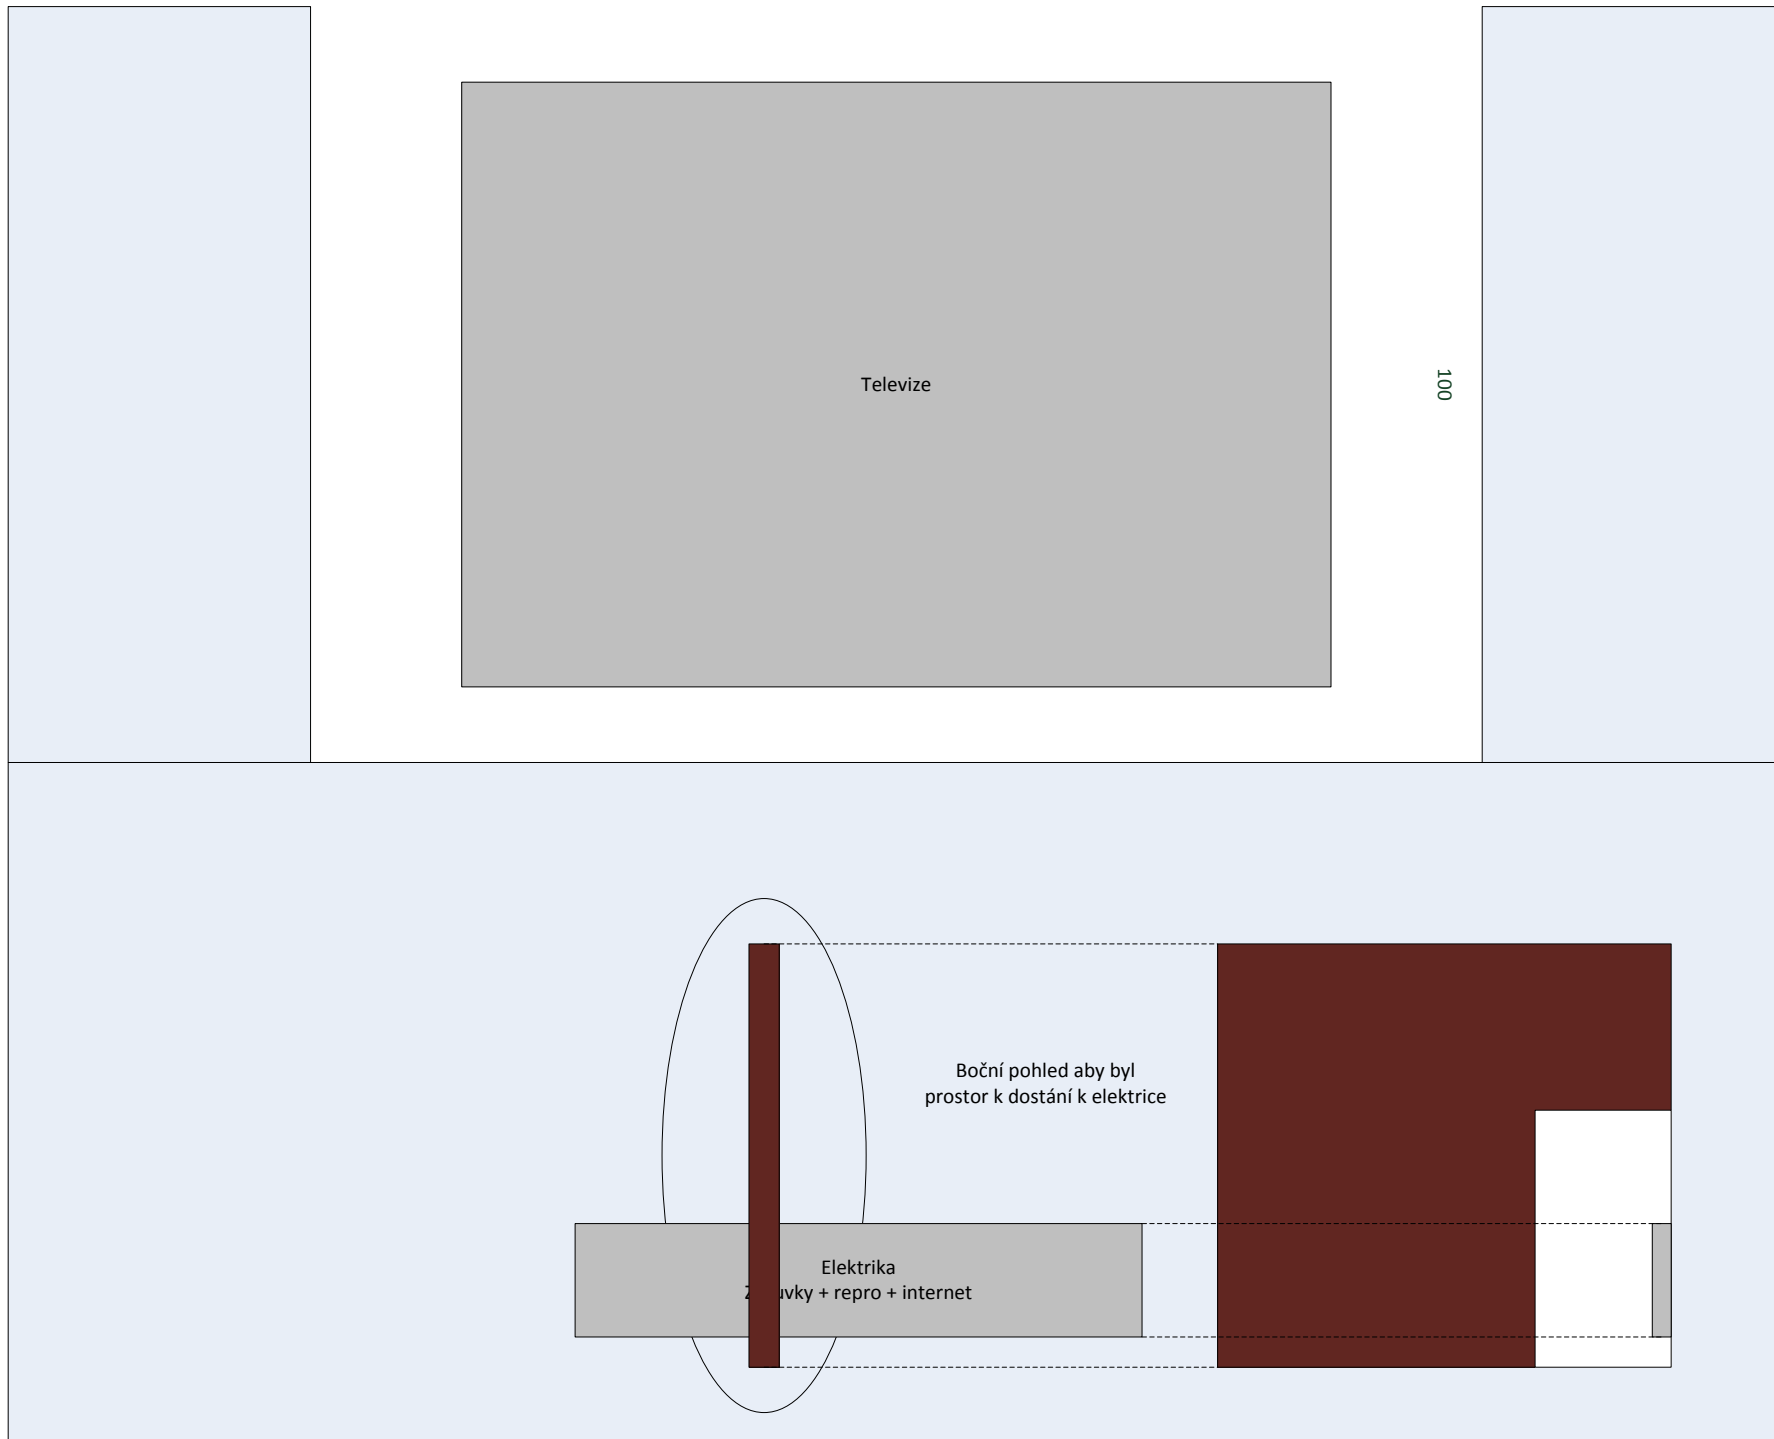 Televize
100
Boční pohled aby byl
prostor k dostání k elektrice
Elektrika
+ repro + internet